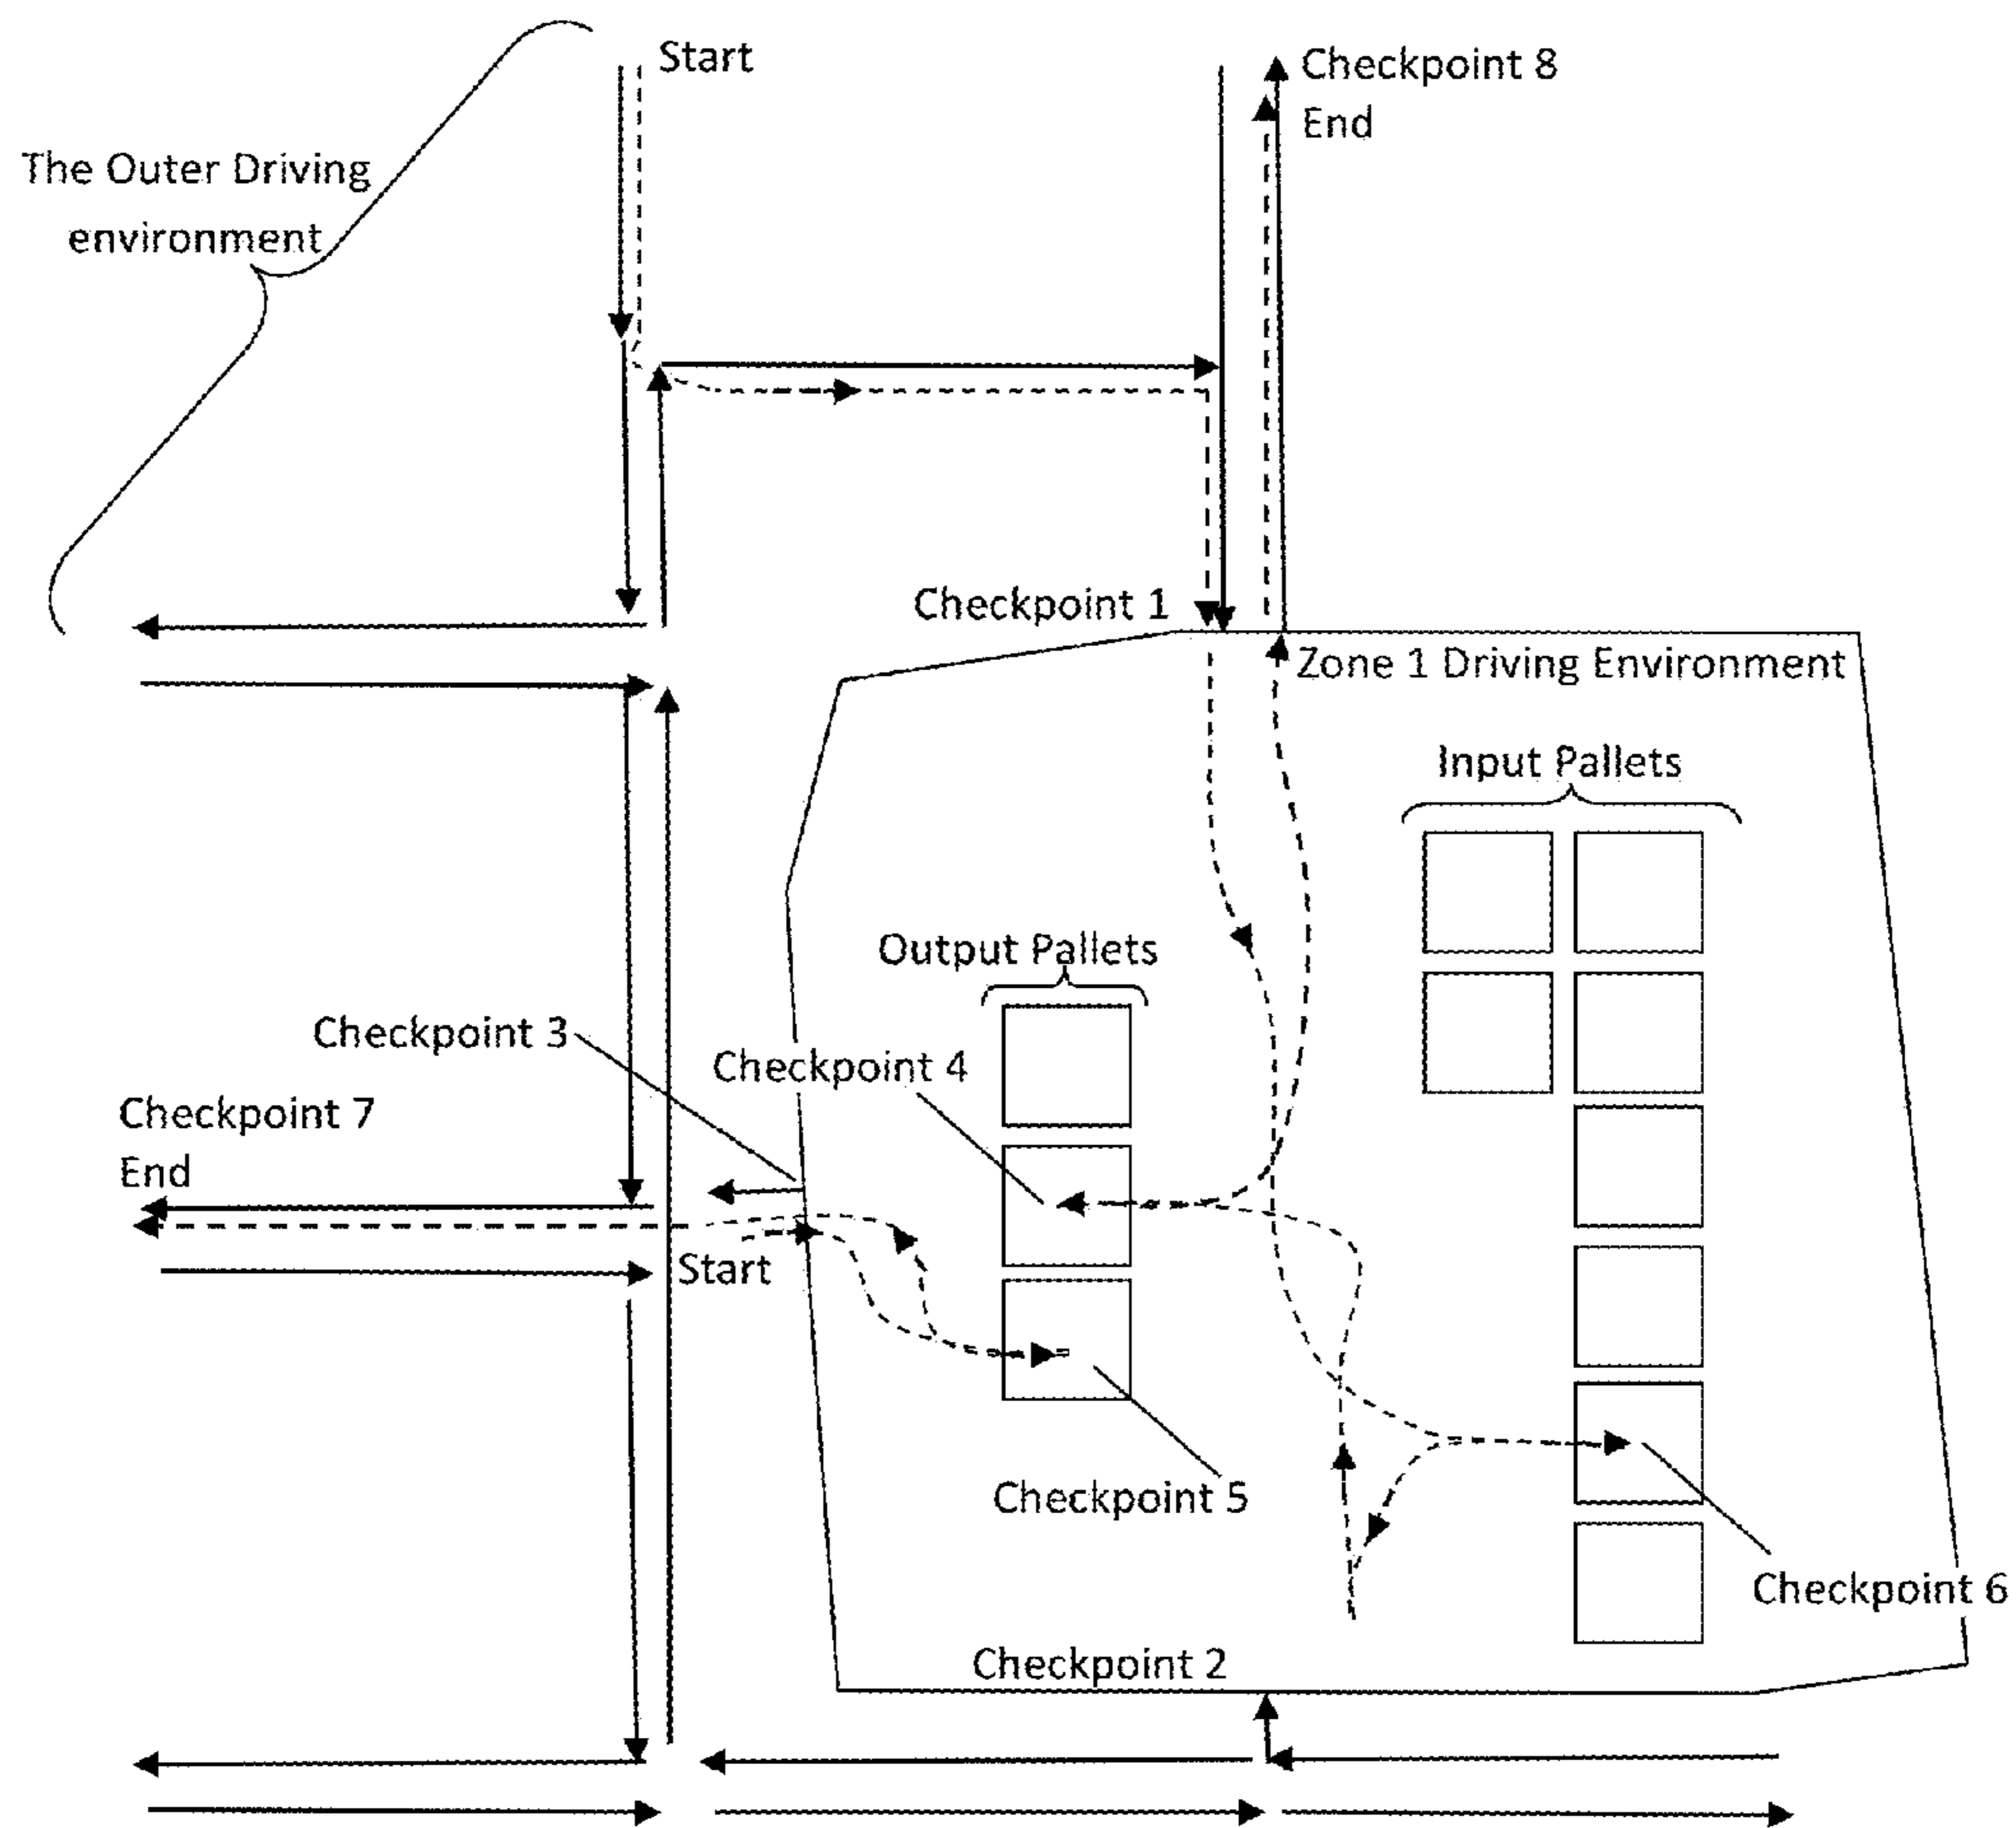 Start
Checkpoint 8
End
The Outer Driving
environment
Checkpoint 1
Zone 1 Driving Environment
Input Pallets
Output Pallets
Checkpoint 3
Checkpoint 4
Checkpoint 7
End
Start
Checkpoint 5
Checkpoint 6
Checkpoint 2